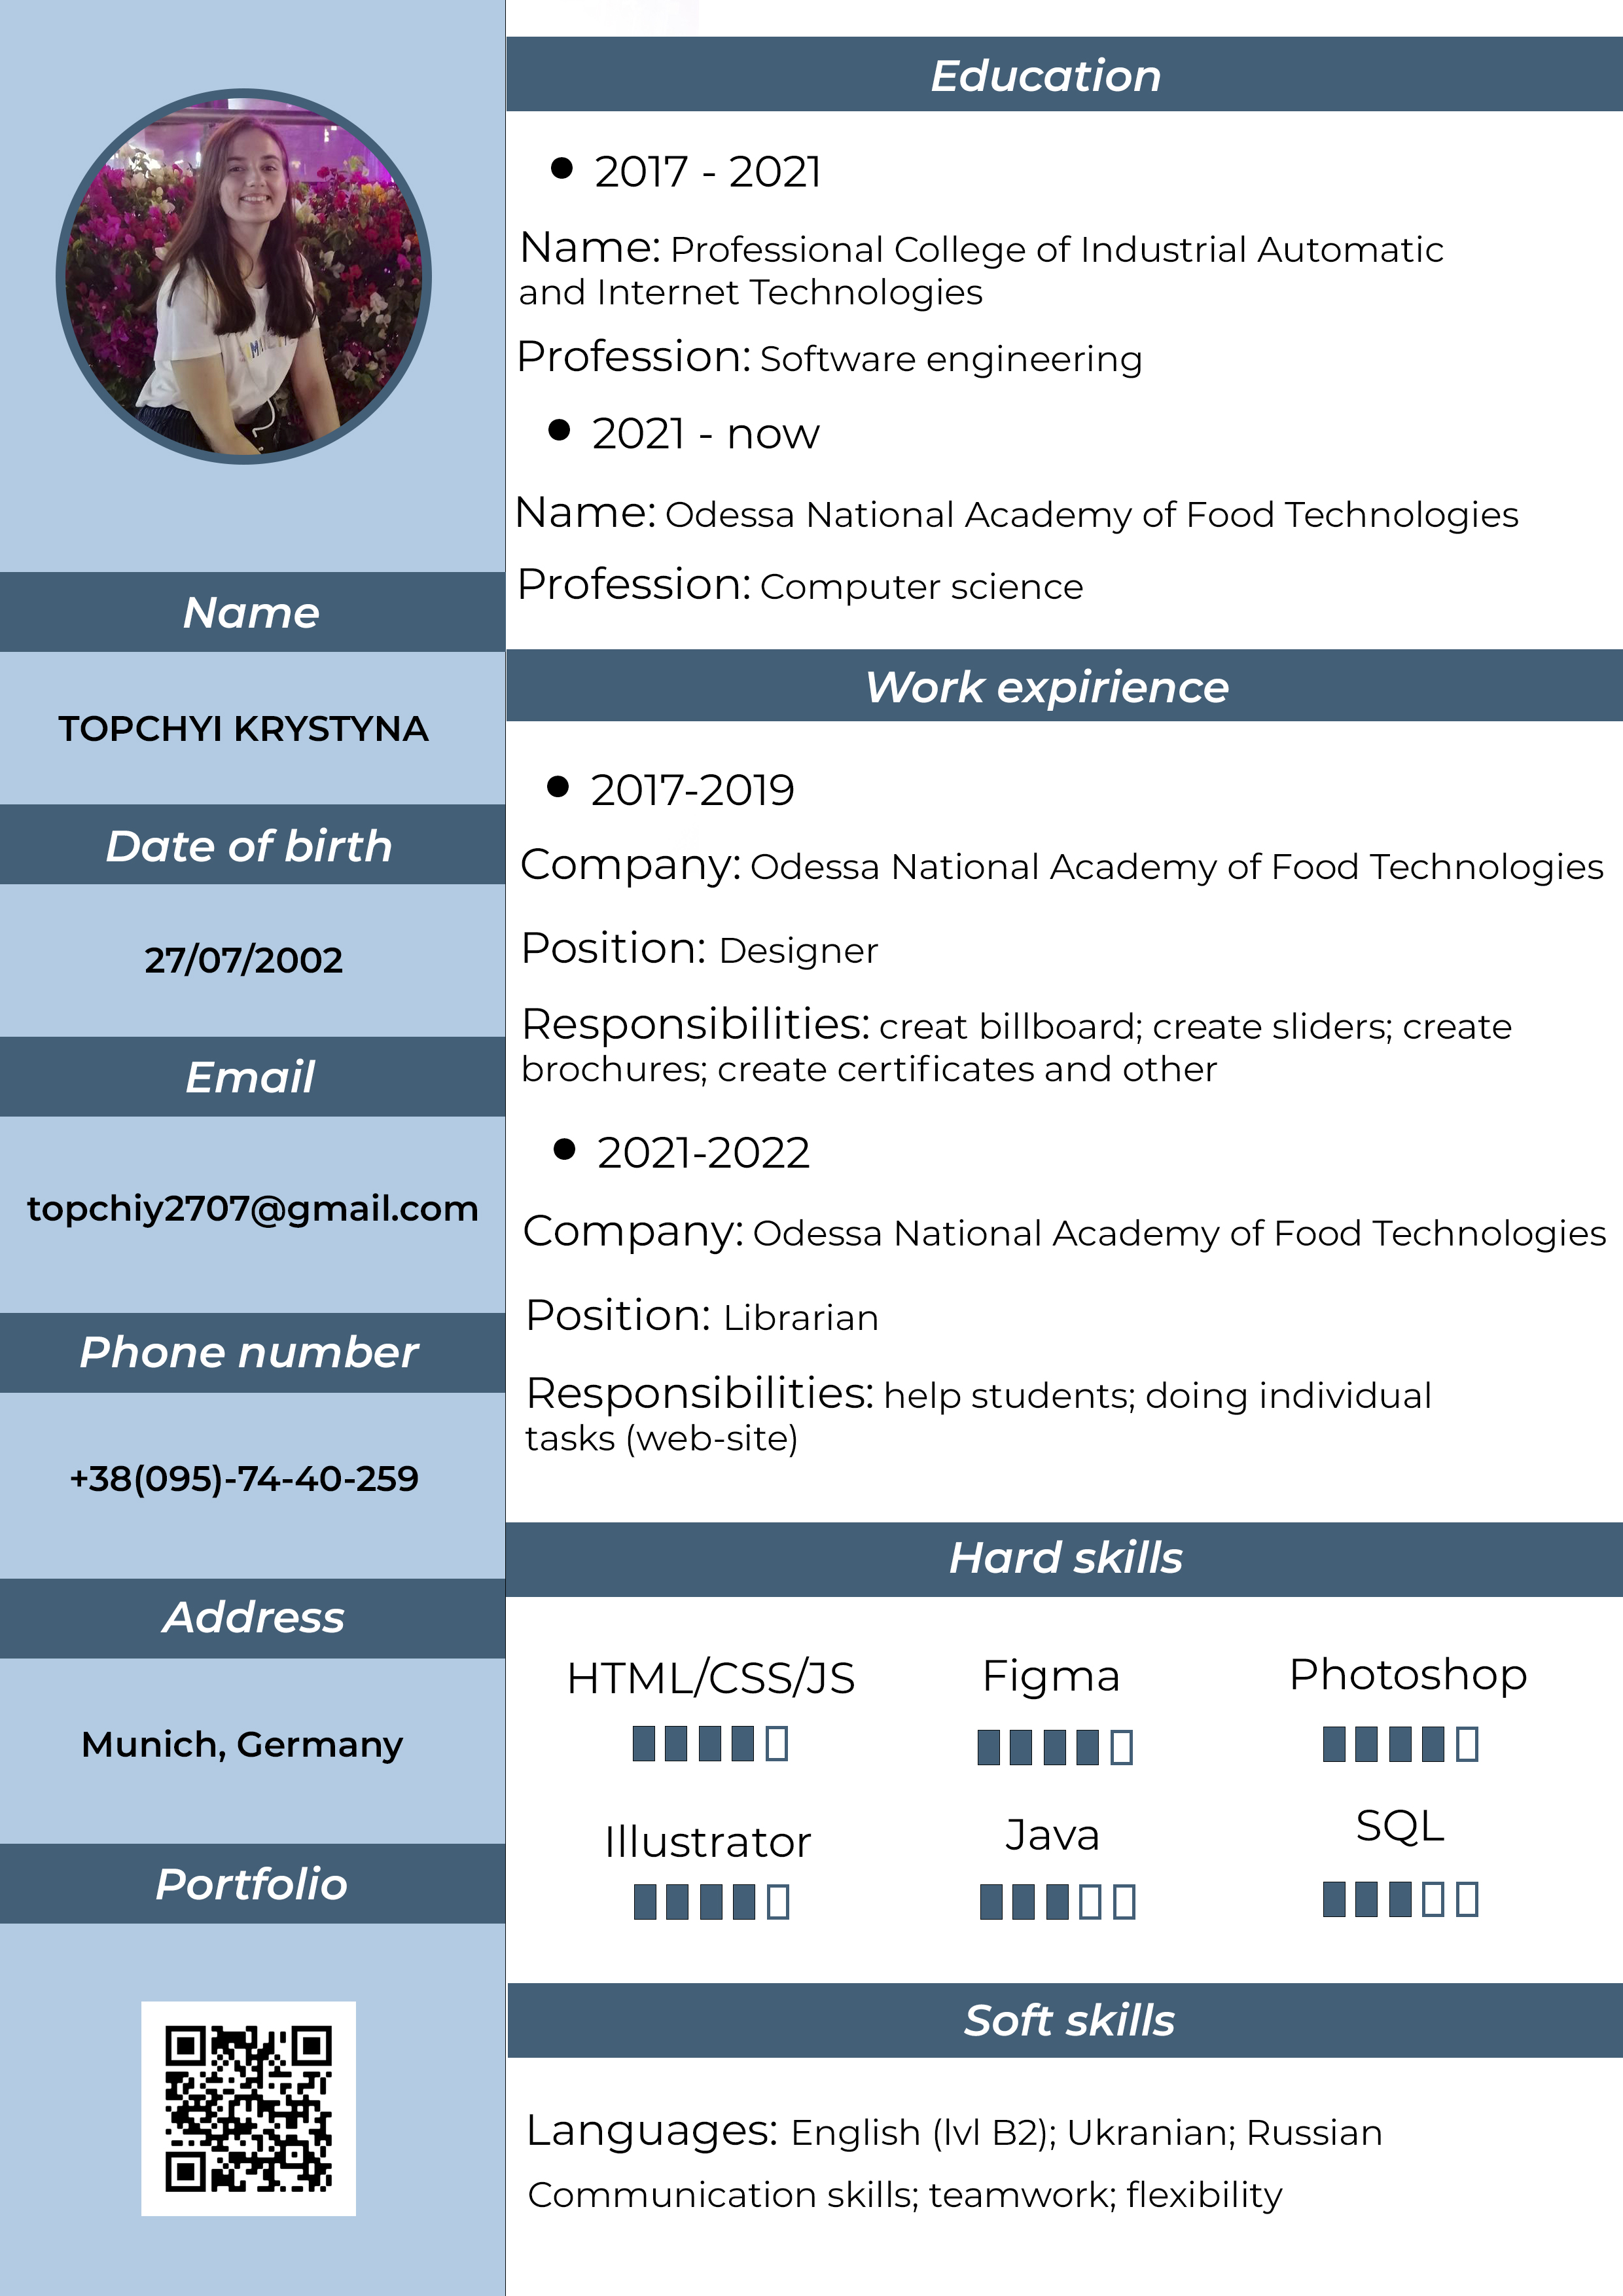 Name
TOPCHYI KRYSTYNA
Date of birth
27/07/2002
Email
topchiy2707@gmail.com
Phone number
+38(095)-74-40-259
Address
Munich, Germany
Portfolio
Education
2017 - 2021
Name: Professional College of Industrial Automatic
and Internet Technologies
Profession: Software engineering
2021 - now
Name: Odessa National Academy of Food Technologies
Profession: Computer science
Work expirience
2017-2019
Company: Odessa National Academy of Food Technologies
Position: Designer
Responsibilities: creat billboard; create sliders; create
brochures; create certificates and other
2021-2022
Company: Odessa National Academy of Food Technologies
Position: Librarian
Responsibilities: help students; doing individual
tasks (web-site)
Hard skills
HTML/CSS/JS
Figma
Photoshop
Illustrator
Java
SQL
Soft skills
Languages: English (lvl B2); Ukranian; Russian
Communication skills; teamwork; flexibility